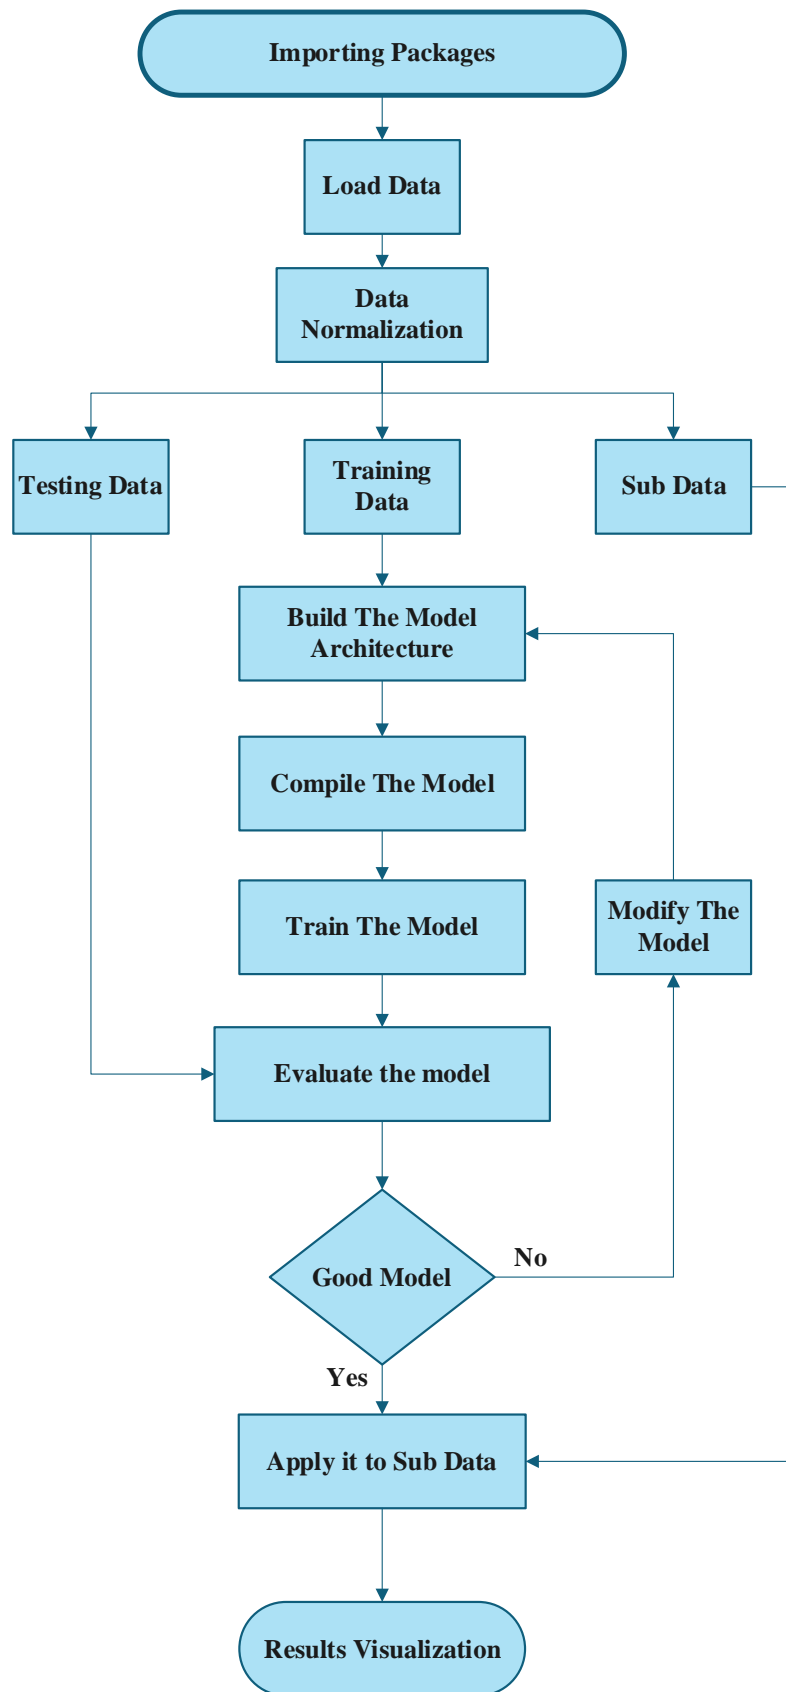 Importing Packages
Load Data
Data
Normalization
Testing Data
Training
Data
Sub Data
Build The Model
Architecture
Compile The Model
Train The Model
Modify The
Model
Evaluate the model
Good Model
No
Yes
Apply it to Sub Data
Results Visualization